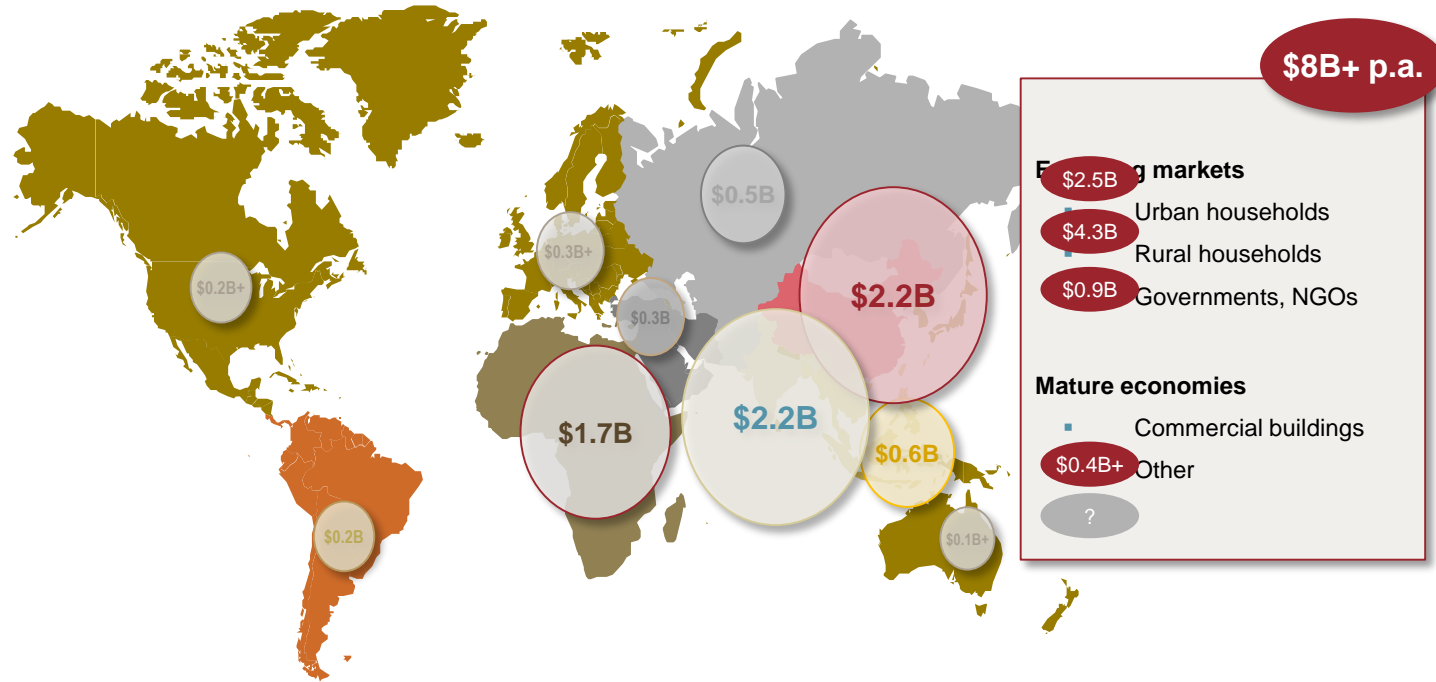 $8B+ p.a.
$0.5B
$0.3B+
$0.2B+
$0.3B
$2.2B
$1.7B
$2.2B
$0.6B
$0.2B
$0.1B+
markets
$2.5B
Urban households
$4.3B
Rural households
$0.9B
Governments, NGOs
Mature economies
Commercial buildings
$0.4B+
Other
?